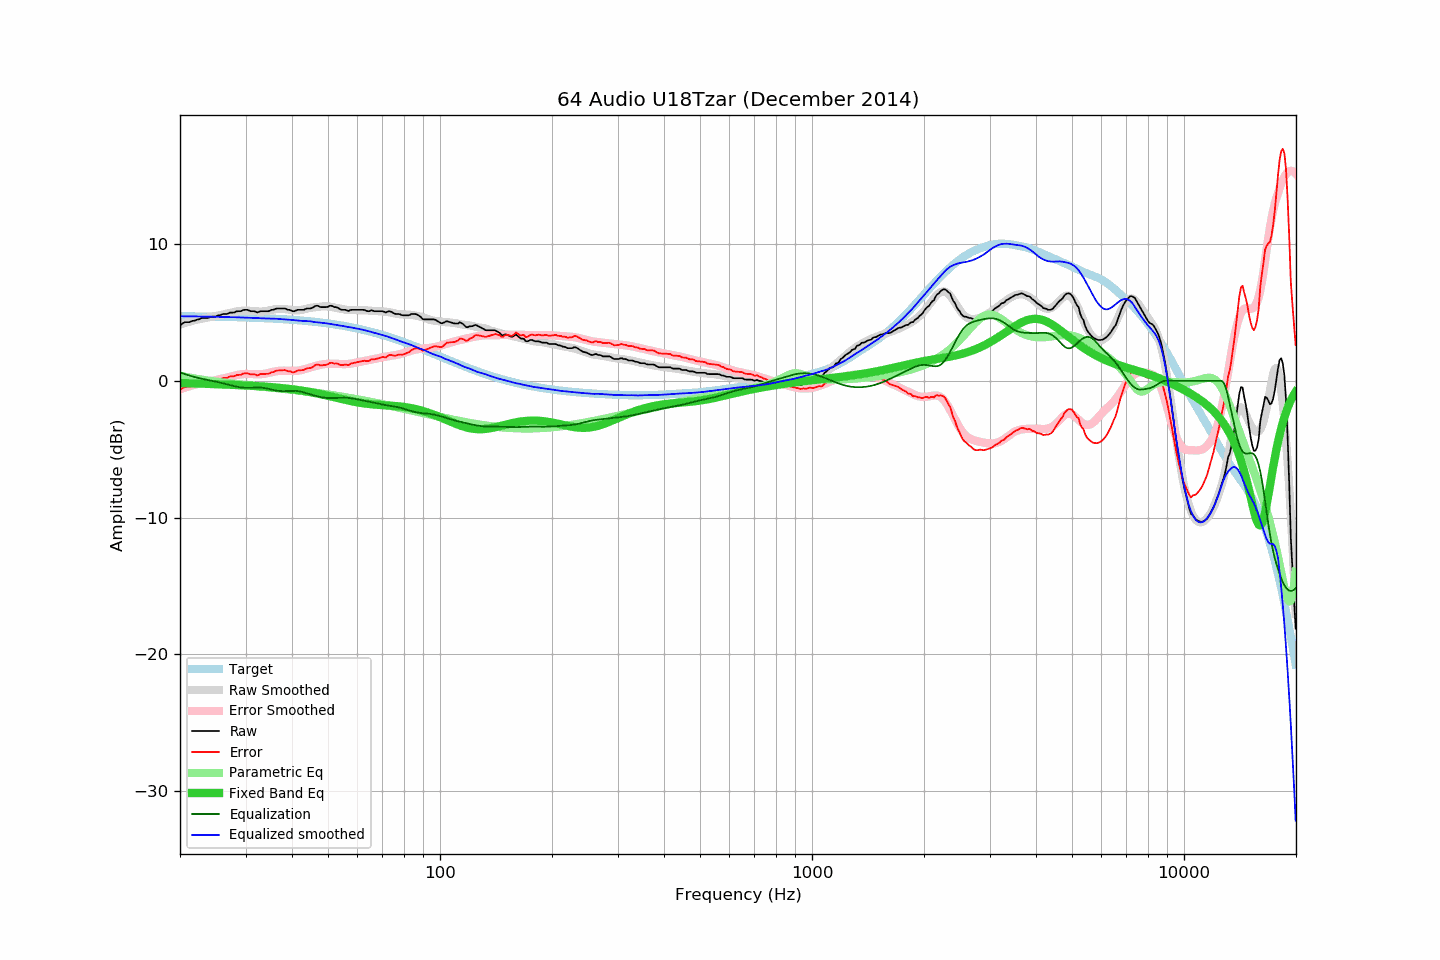 64 Audio U18Tzar (December 2014)
10
0
−10
−20
−30
Amplitude (dBr)
Target
Raw Smoothed
Error Smoothed
Raw
Error
Parametric Eq
Fixed Band Eq
Equalization
Equalized smoothed
100 1000 10000
Frequency (Hz)